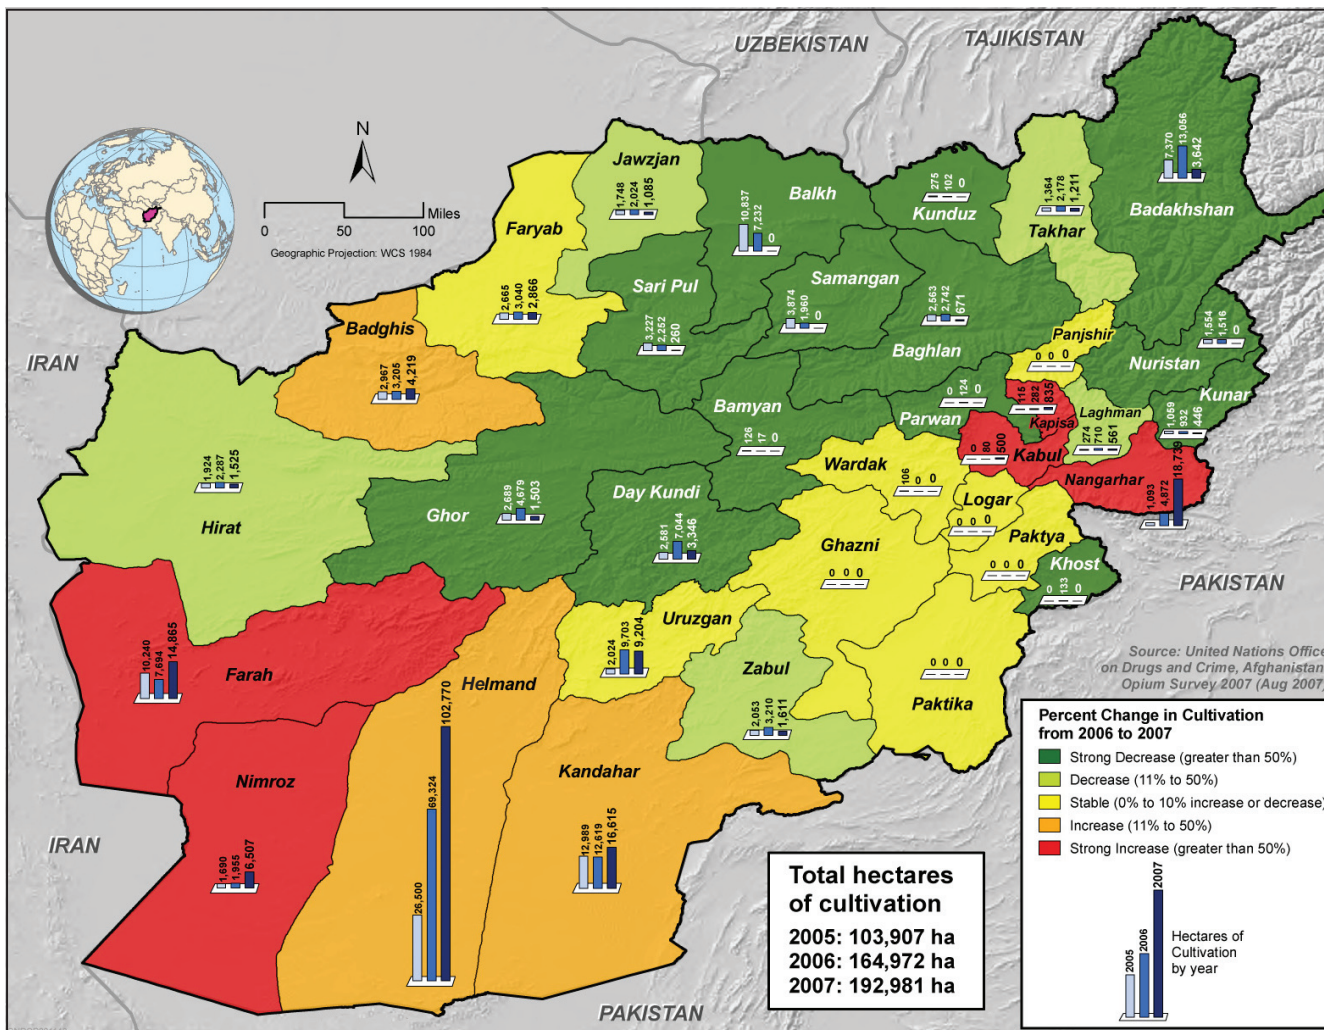 UZBEKISTAN
TAJIKISTAN
N
0 50 100 Miles
Geographic Projection: WCS 1984
Jawzjan
1,748 2,024 1,085
Balkh
10,837 7,232 0
275 102 0
Kunduz
1,364 2,178 1,211
Takhar
7,370 13,056 3,642
Badakhshan
Faryab
2,665 3,040 2,866
Sari Pul
3,227 2,252 260
Samangan
3,874 1,960 0
2,563 2,742 671
Baghlan
Panjshir
0 0 0
1,554 1,516 0
Nuristan
IRAN
Badghis
2,967 3,205 4,219
Bamyan
126 17 0
0 124 0
Parwan
115 282 835
Kapisa
Laghman
274 710 561
Kunar
1,059 932 446
0 80 500
Kabul
Nangarhar
1,093 4,872 18,739
1,924 2,287 1,525
Hirat
2,689 4,679 1,503
Ghor
Day Kundi
2,581 7,044 3,346
Wardak
106 0 0
Logar
0 0 0
Ghazni
0 0 0
Paktya
0 0 0
Khost
0 133 0
PAKISTAN
10,240 7,694 14,865
Farah
Helmand
26,500 69,324 102,770
Uruzgan
2,024 9,703 9,204
Zabul
2,053 3,210 1,611
0 0 0
Paktika
Nimroz
1,690 1,955 6,507
Kandahar
12,989 12,619 16,615
IRAN
PAKISTAN
Source: United Nations Office
on Drugs and Crime, Afghanistan
Opium Survey 2007 (Aug 2007)
Total hectares
of cultivation
2005: 103,907 ha
2006: 164,972 ha
2007: 192,981 ha
Percent Change in Cultivation
from 2006 to 2007
Strong Decrease (greater than 50%)
Decrease (11% to 50%)
Stable (0% to 10% increase or decrease)
Increase (11% to 50%)
Strong Increase (greater than 50%)
2005 2006 2007
Hectares of
Cultivation
by year